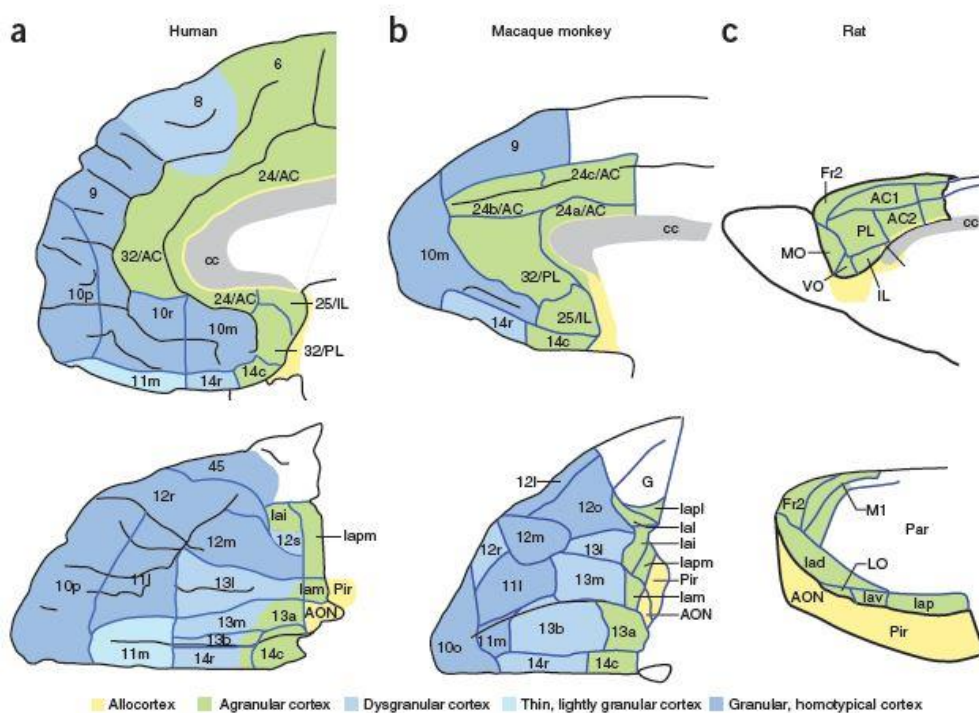 a Human b Macaque monkey c Rat
6
8
9
24/AC
32/AC
cc
24/AC
25/IL
10p
10r
10m
32/PL
14c
11m
14r
9
24c/AC
24b/AC
24a/AC
cc
10m
32/PL
14r
25/IL
14c
Fr2
AC1
AC2
PL
cc
MO
VO
IL
45
12r
Iai
12s
Iapm
12m
10p
11l
13l
Iam
Pir
13m
13a
AON
13b
11m
14r
14c
12l
G
12o
Iapl
Ial
12m
Iai
12r
13l
Iapm
11l
13m
Pir
Iam
AON
13b
13a
10o
11m
14r
14c
Fr2
M1
Par
Iad
LO
AON
Iav
Iap
Pir
Allocortex Agranular cortex Dysgranular cortex Thin, lightly granular cortex Granular, homotypical cortex